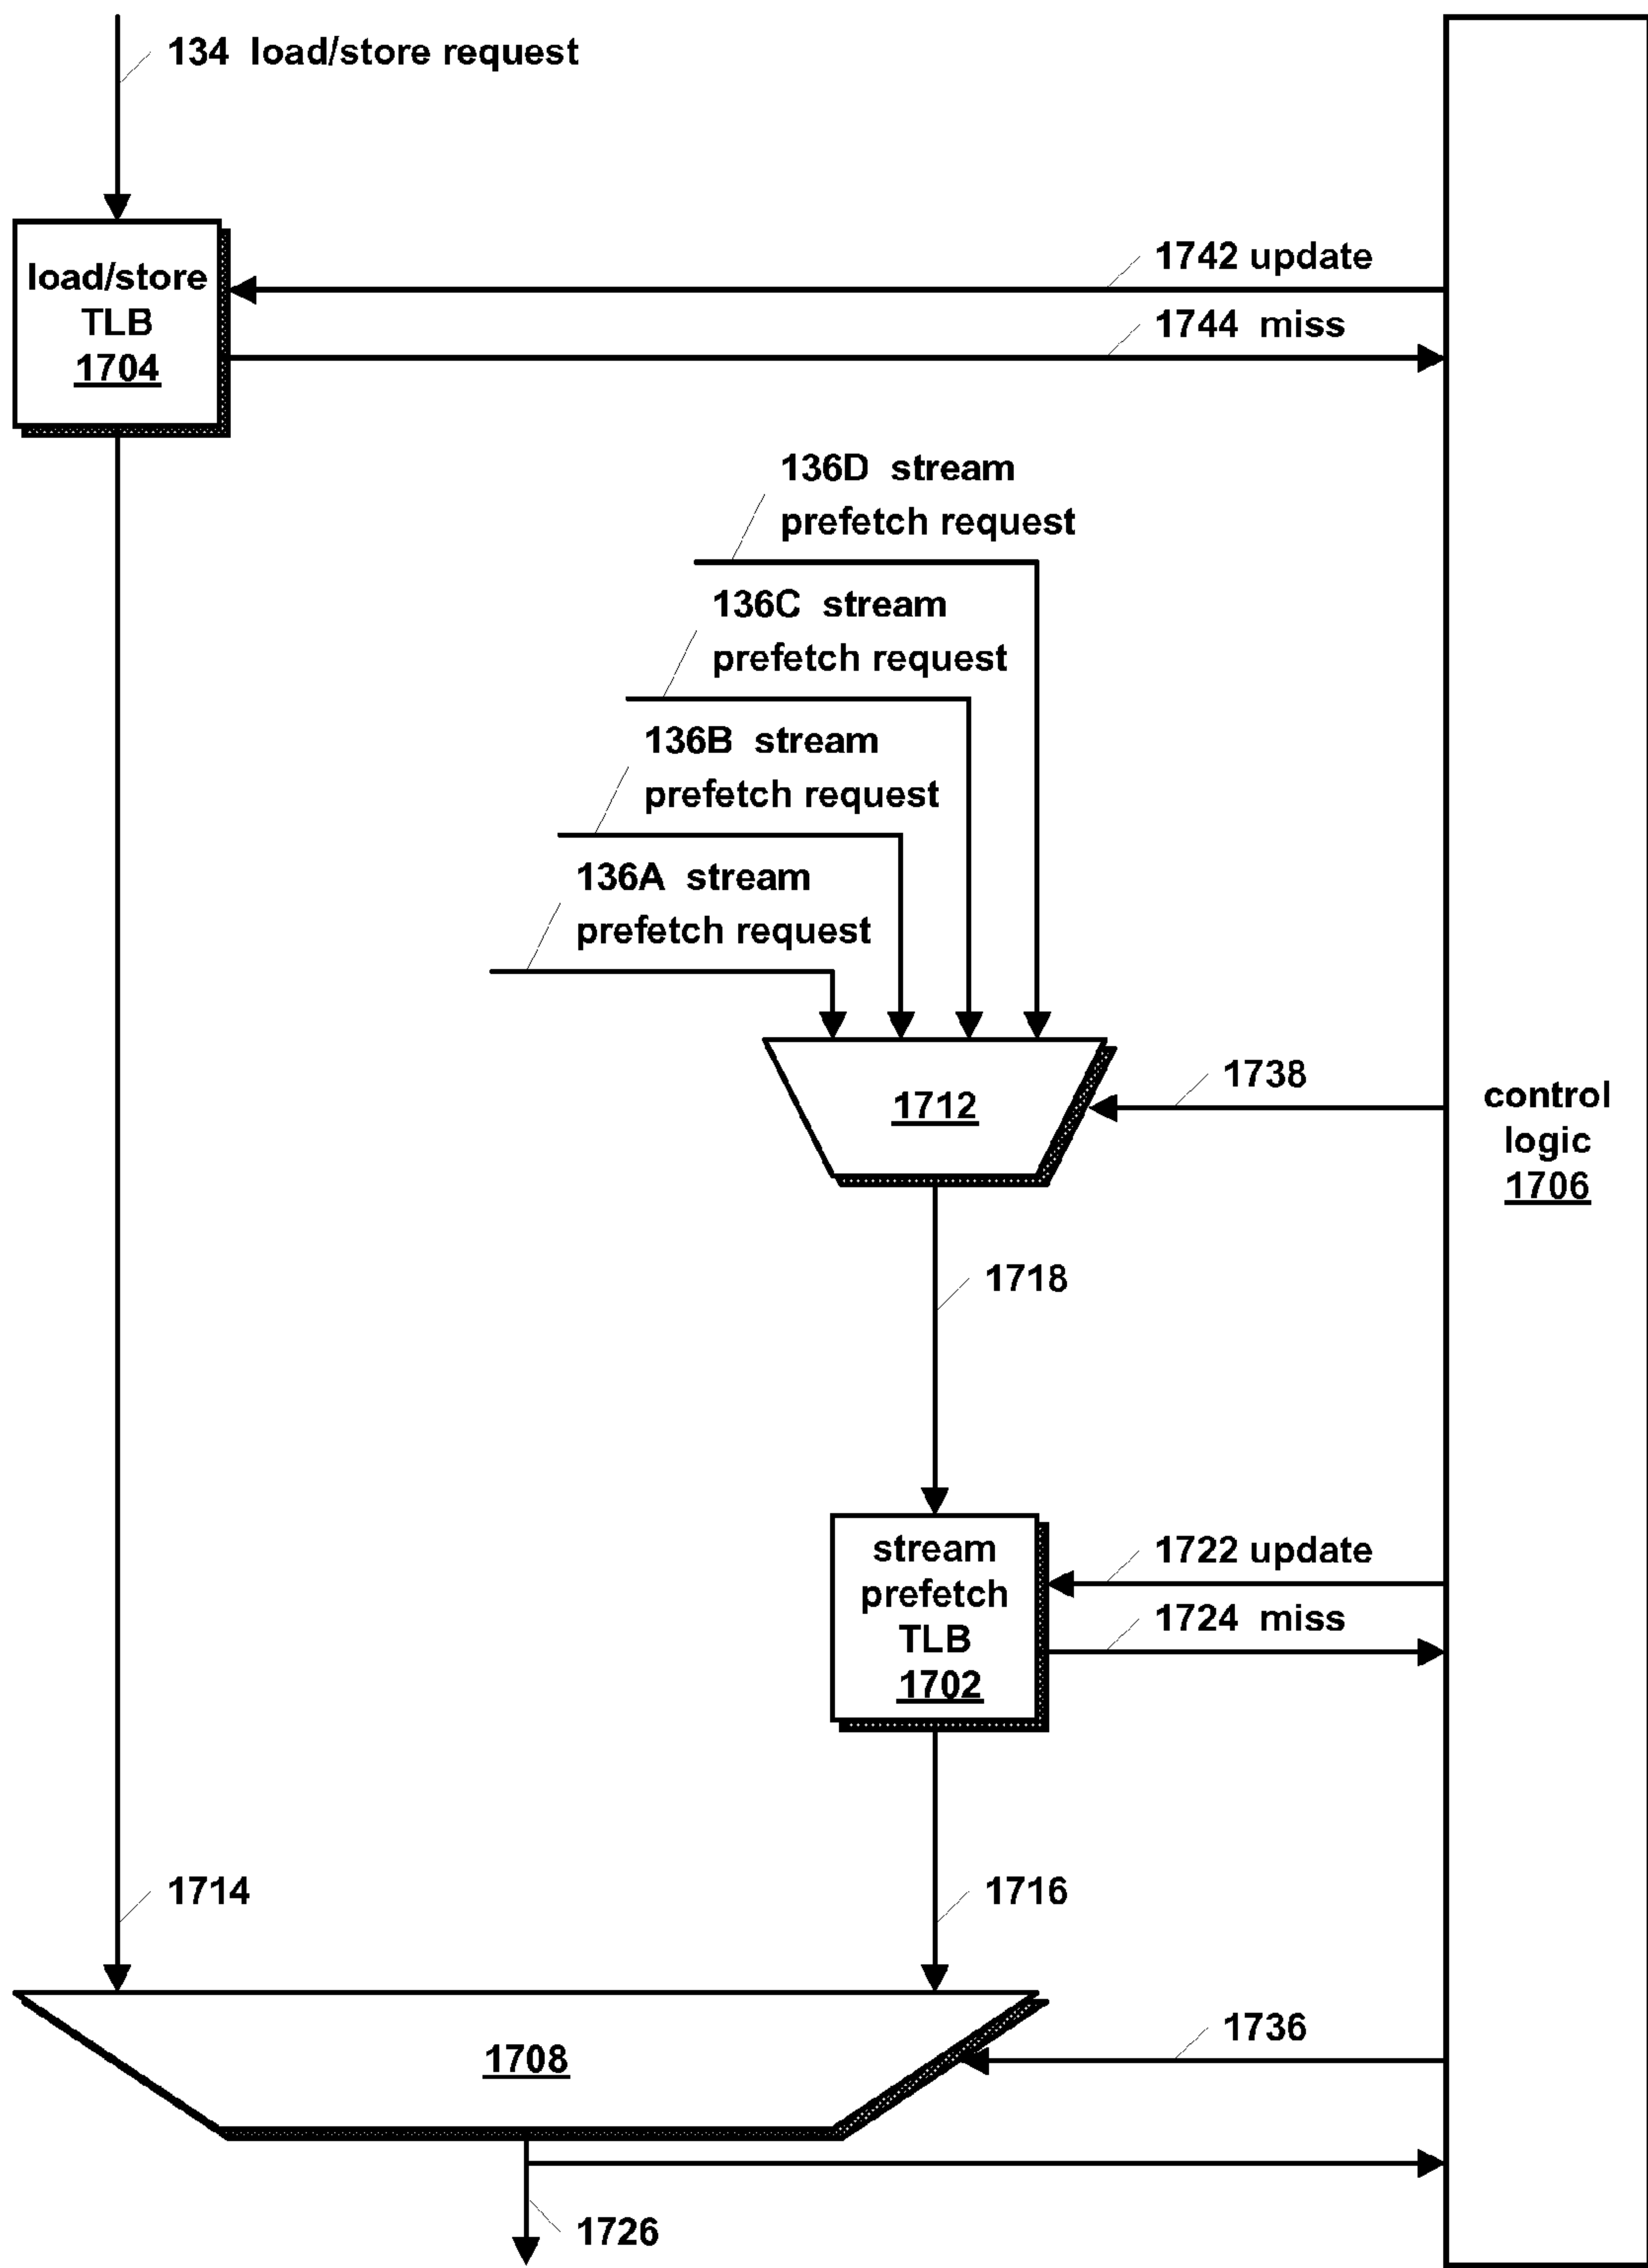 134 load/store request
load/store
TLB
1704
1742 update
1744 miss
136D stream
prefetch request
136C stream
prefetch request
136B stream
prefetch request
136A stream
prefetch request
1712
1738
control
logic
1706
1718
stream
prefetch
TLB
1702
1722 update
1724 miss
1714
1716
1708
1736
1726